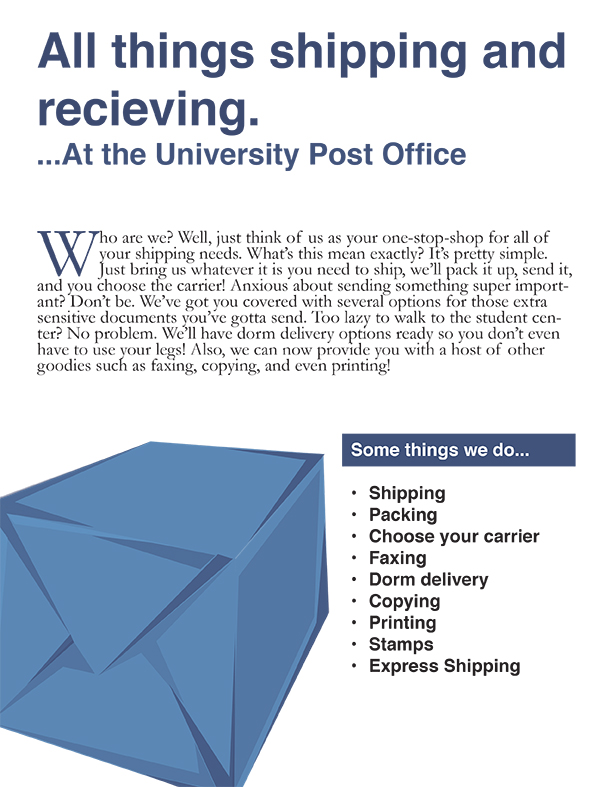 All things shipping and
recieving.
...At the University Post Office
Who are we? Well, just think of us as your one-stop-shop for all of
your shipping needs. What’s this mean exactly? It’s pretty simple.
Just bring us whatever it is you need to ship, we’ll pack it up, send it,
and you choose the carrier! Anxious about sending something super import-
ant? Don’t be. We’ve got you covered with several options for those extra
sensitive documents you’ve gotta send. Too lazy to walk to the student cen-
ter? No problem. We’ll have dorm delivery options ready so you don’t even
have to use your legs! Also, we can now provide you with a host of other
goodies such as faxing, copying, and even printing!
Some things we do...
• Shipping
• Packing
• Choose your carrier
• Faxing
• Dorm delivery
• Copying
• Printing
• Stamps
• Express Shipping